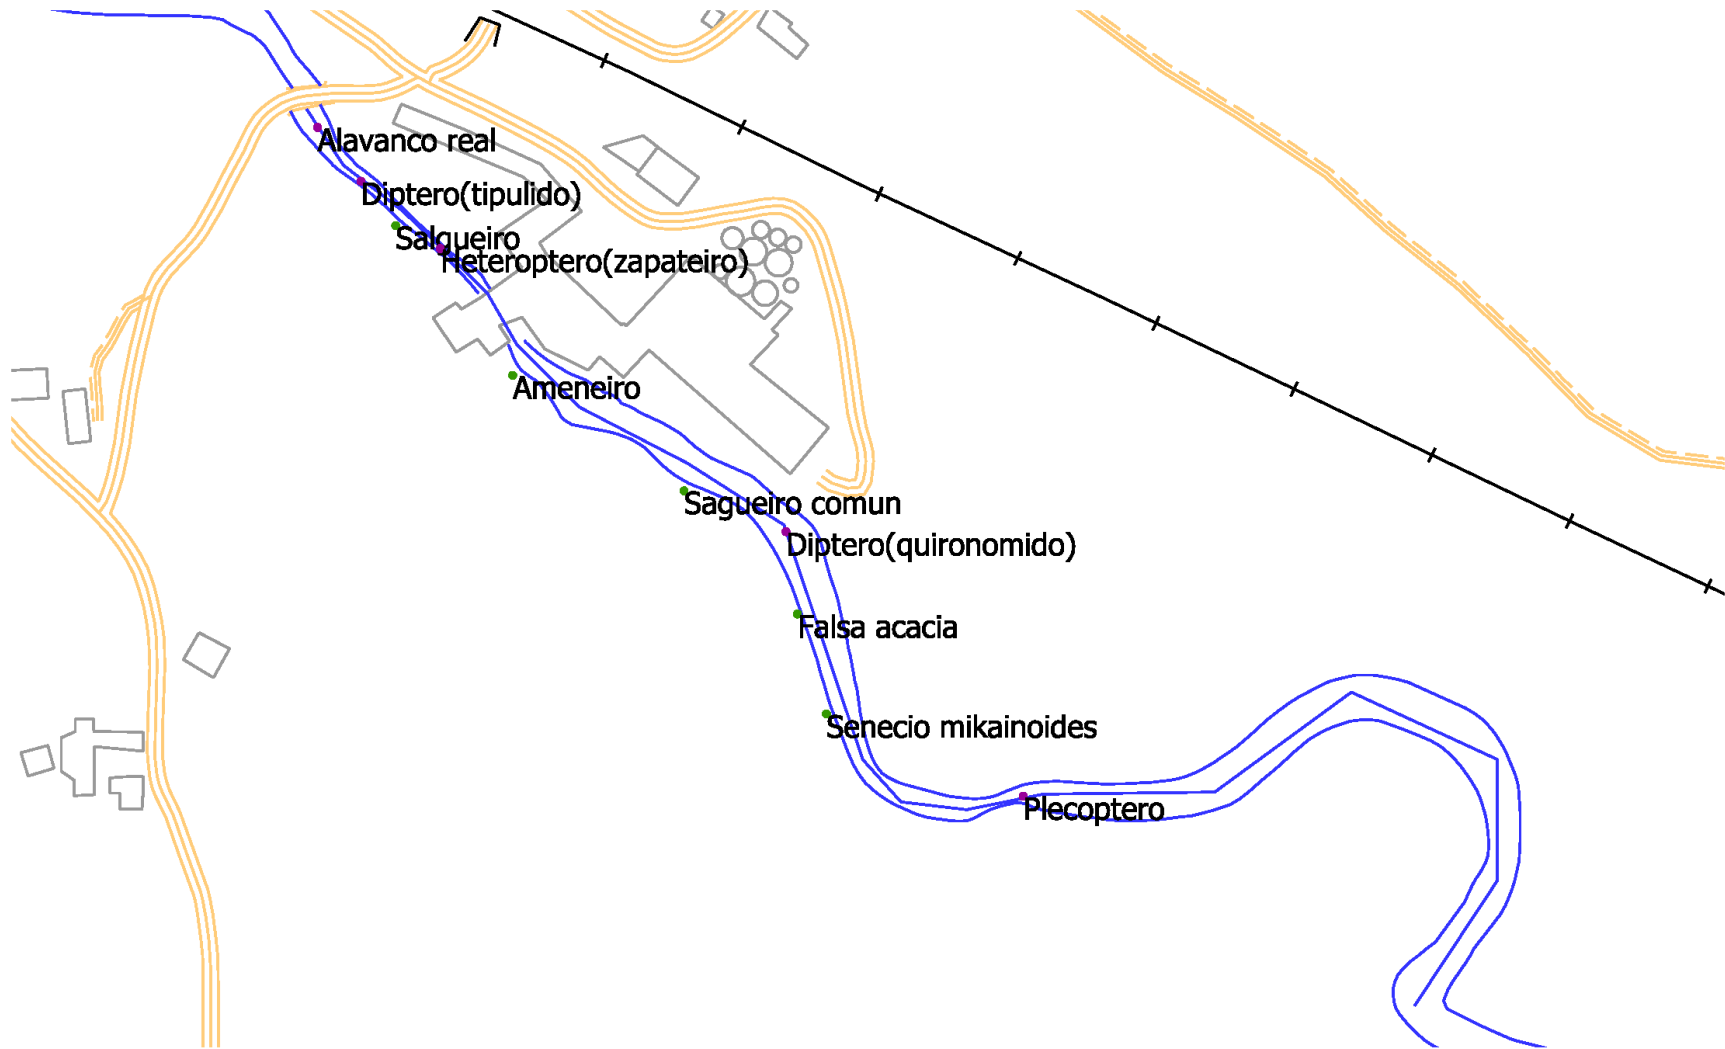 Alavanco real
Diptero(tipulido)
Salgueiro
Heteroptero(zapateiro)
Ameneiro
Sagueiro comun
Diptero(quironomido)
Falsa acacia
Senecio mikainoides
Plecoptero